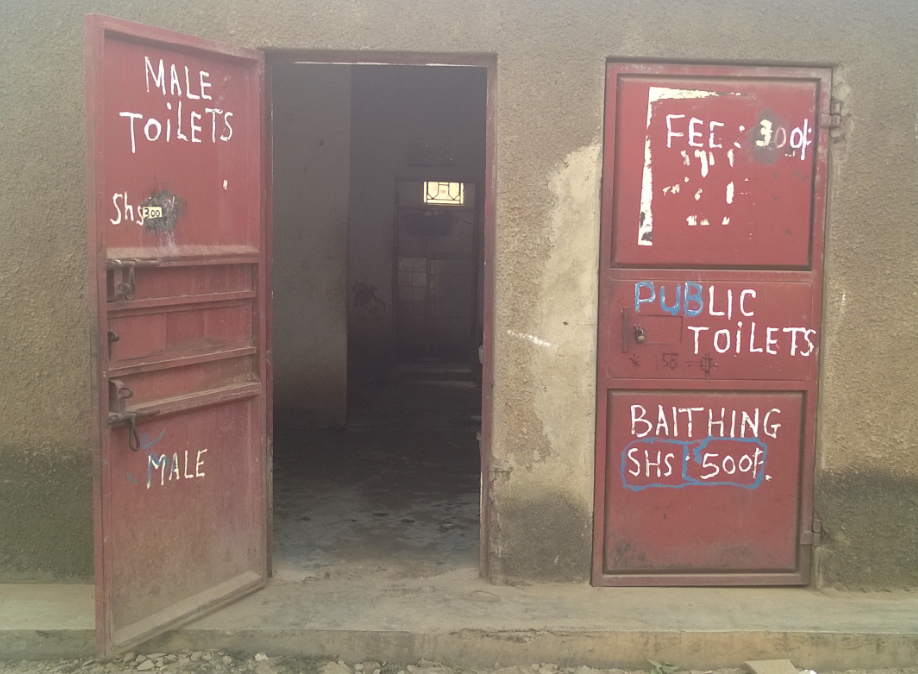 MALE
TOiLETS
Shs 300
MALE
FEE: 300/=
PUBLIC
TOiLETS
BAITHING
SHS: 500/=.